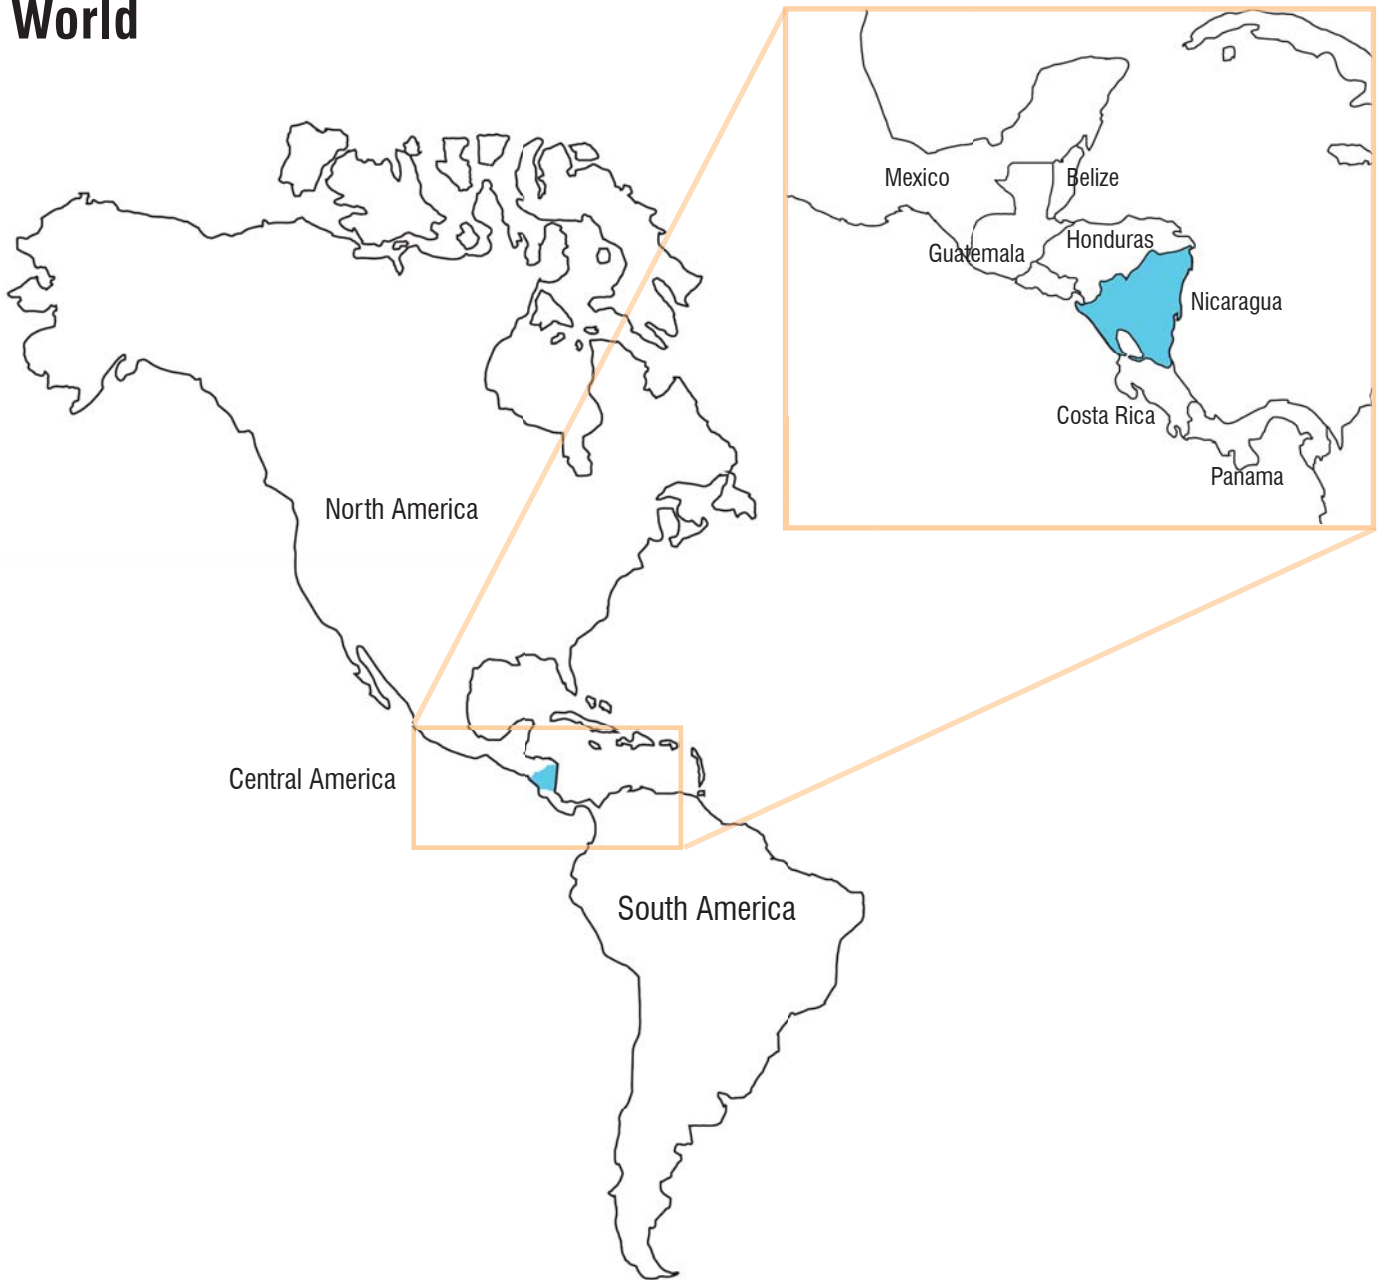 World
Mexico
Belize
Guatemala
Honduras
Nicaragua
Costa Rica
Panama
North America
Central America
South America